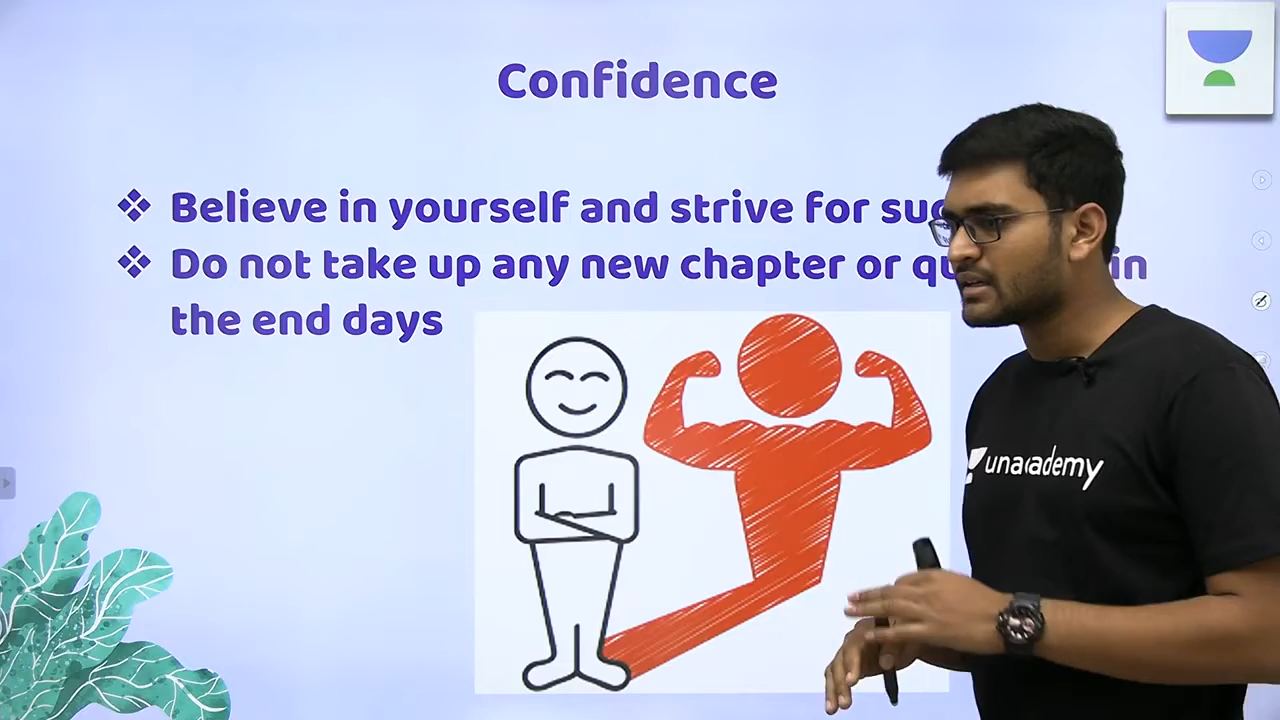 Confidence
❖ Believe in yourself and strive for
❖ Do not take up any new chapter or in
the end days
unacademy